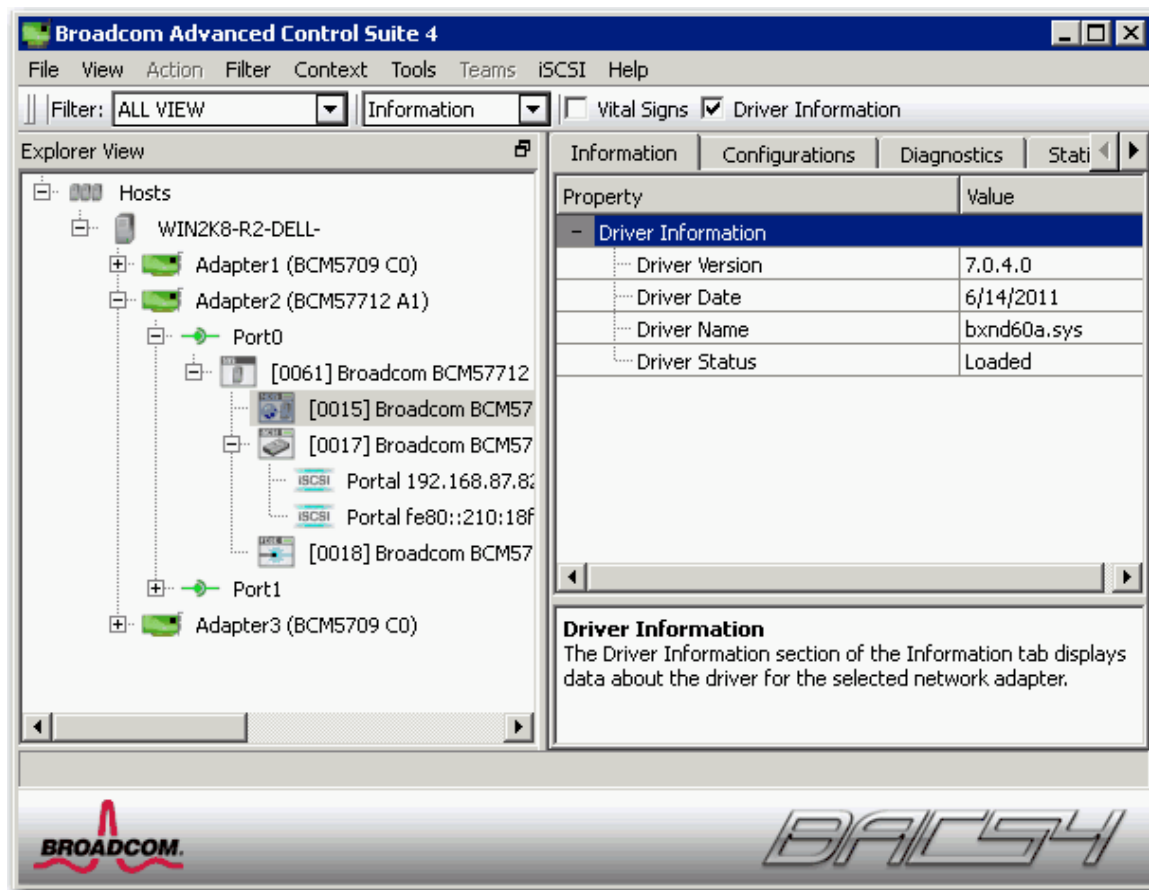 Broadcom Advanced Control Suite 4
File View Action Filter Context Tools Teams iSCSI Help
Filter: ALL VIEW Information Vital Signs Driver Information
Explorer View
Hosts
WIN2K8-R2-DELL-
Adapter1 (BCM5709 C0)
Adapter2 (BCM57712 A1)
Port0
[0061] Broadcom BCM57712
[0015] Broadcom BCM57
[0017] Broadcom BCM57
iSCSI Portal 192.168.87.82
iSCSI Portal fe80::210:18f
[0018] Broadcom BCM57
Port1
Adapter3 (BCM5709 C0)
Information Configurations Diagnostics Stati
Property Value
Driver Information
Driver Version 7.0.4.0
Driver Date 6/14/2011
Driver Name bxnd60a.sys
Driver Status Loaded
Driver Information
The Driver Information section of the Information tab displays
data about the driver for the selected network adapter.
BROADCOM.
BACS4